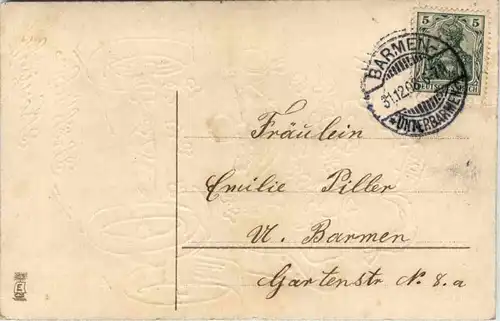 5 5
BARMEN-
31.12.06
*UNTERBARMEN
Fräulein
Emilie Piller
U. Barmen
Gartenstr N. 8.a
E